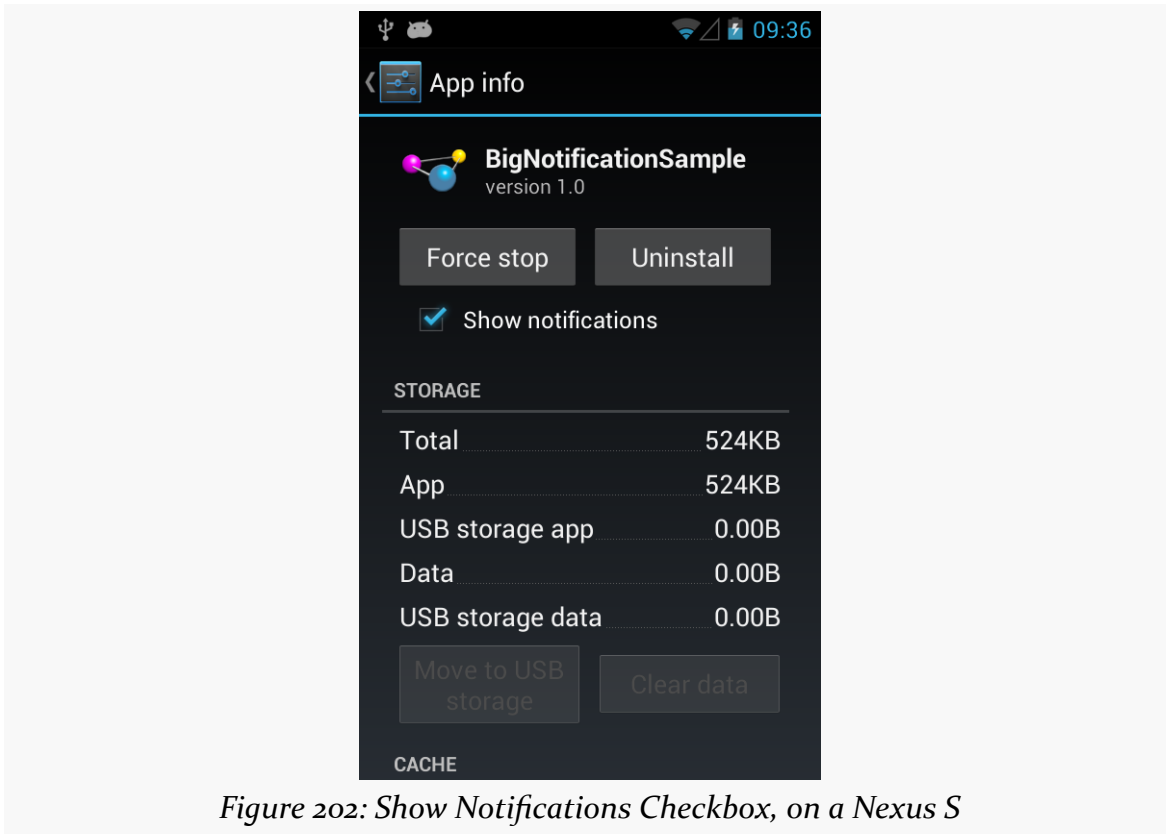 09:36
App info
BigNotificationSample
version 1.0
Force stop Uninstall
Show notifications
STORAGE
Total 524KB
App 524KB
USB storage app 0.00B
Data 0.00B
USB storage data 0.00B
Move to USB storage Clear data
CACHE
Figure 202: Show Notifications Checkbox, on a Nexus S